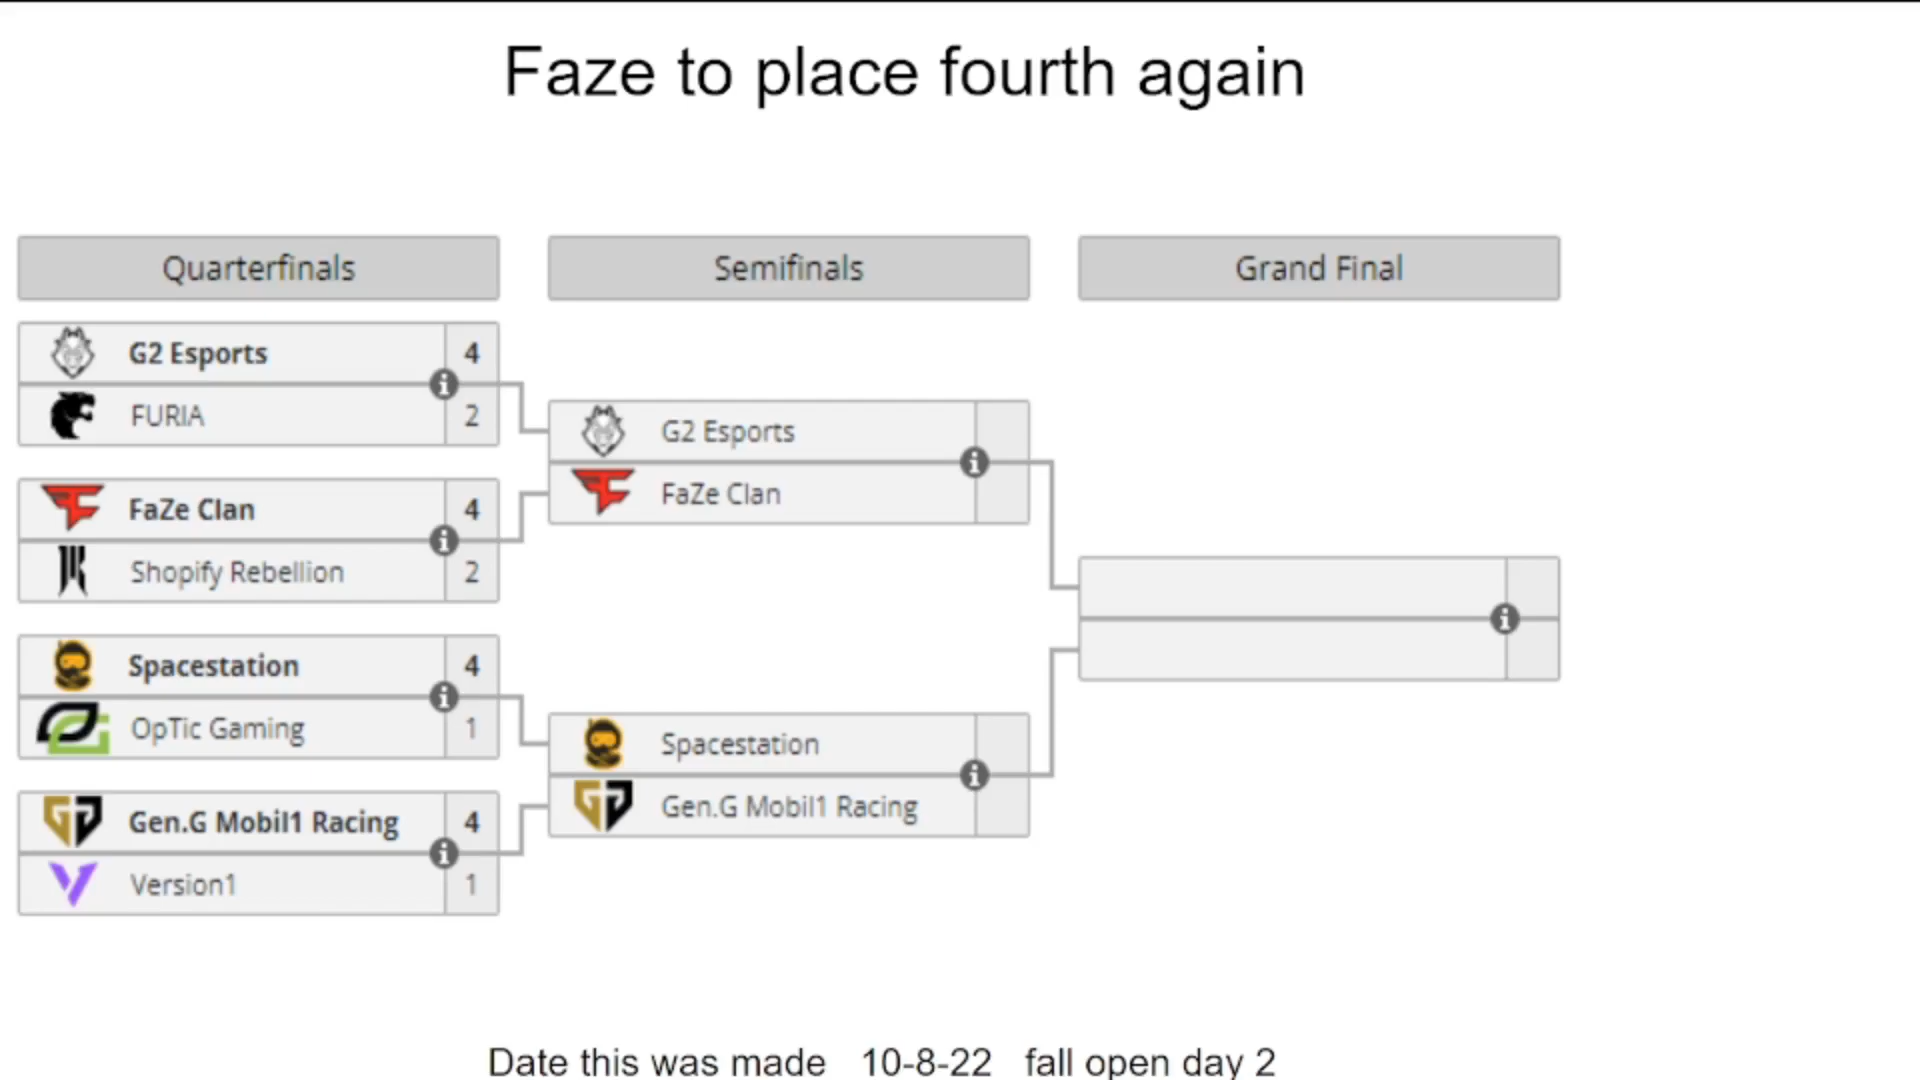 Faze to place fourth again
Quarterfinals
Semifinals
Grand Final
G2 Esports 4
FURIA 2
FaZe Clan 4
Shopify Rebellion 2
Spacestation 4
OpTic Gaming 1
Gen.G Mobil1 Racing 4
Version1 1
G2 Esports
FaZe Clan
Spacestation
Gen.G Mobil1 Racing
Date this was made 10-8-22 fall open day 2